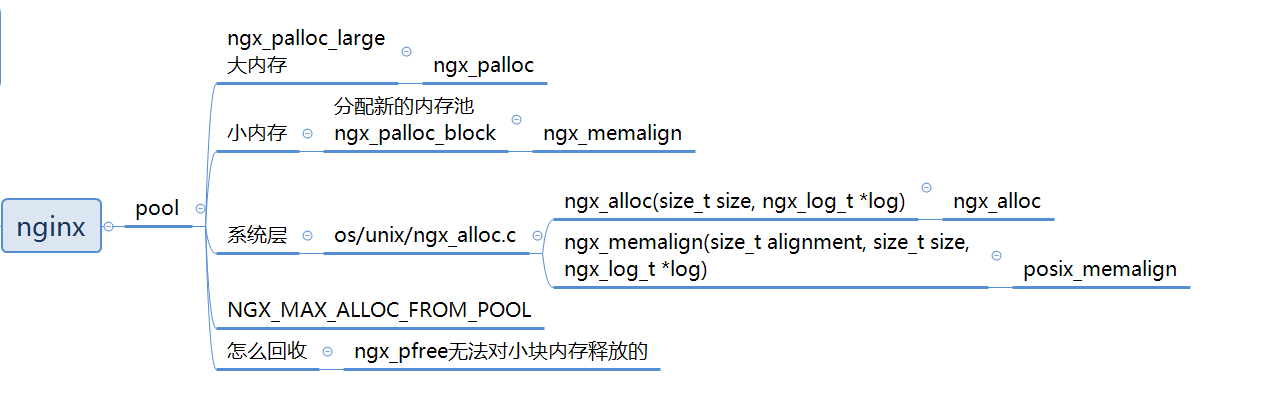 nginx
pool
ngx_palloc_large
大内存
ngx_palloc
小内存
分配新的内存池
ngx_palloc_block
ngx_memalign
系统层
os/unix/ngx_alloc.c
ngx_alloc(size_t size, ngx_log_t *log)
ngx_alloc
ngx_memalign(size_t alignment, size_t size,
ngx_log_t *log)
posix_memalign
NGX_MAX_ALLOC_FROM_POOL
怎么回收
ngx_pfree无法对小块内存释放的